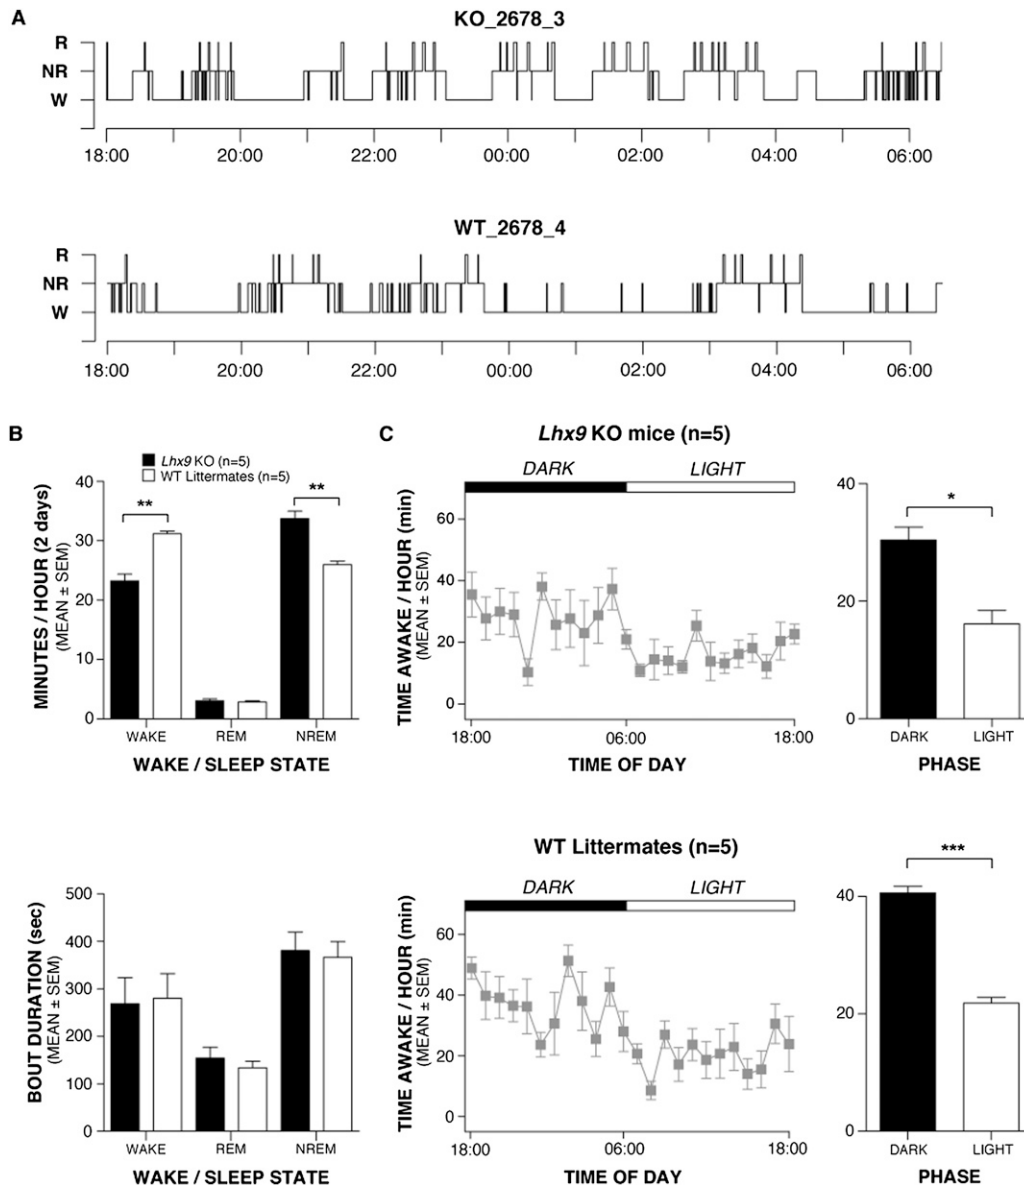 A
KO_2678_3
R
NR
W
18:00 20:00 22:00 00:00 02:00 04:00 06:00
WT_2678_4
R
NR
W
18:00 20:00 22:00 00:00 02:00 04:00 06:00
B
Lhx9 KO (n=5)
WT Littermates (n=5)
MINUTES / HOUR (2 days)
(MEAN ± SEM)
40
30
20
10
0
** **
WAKE REM NREM
WAKE / SLEEP STATE
C
Lhx9 KO mice (n=5)
DARK LIGHT
TIME AWAKE / HOUR (min)
(MEAN ± SEM)
60
40
20
0
18:00 06:00 18:00
TIME OF DAY
40
20
0
*
DARK LIGHT
PHASE
BOUT DURATION (sec)
(MEAN ± SEM)
500
400
300
200
100
0
WAKE REM NREM
WAKE / SLEEP STATE
WT Littermates (n=5)
DARK LIGHT
TIME AWAKE / HOUR (min)
(MEAN ± SEM)
60
40
20
0
18:00 06:00 18:00
TIME OF DAY
***
40
20
0
DARK LIGHT
PHASE